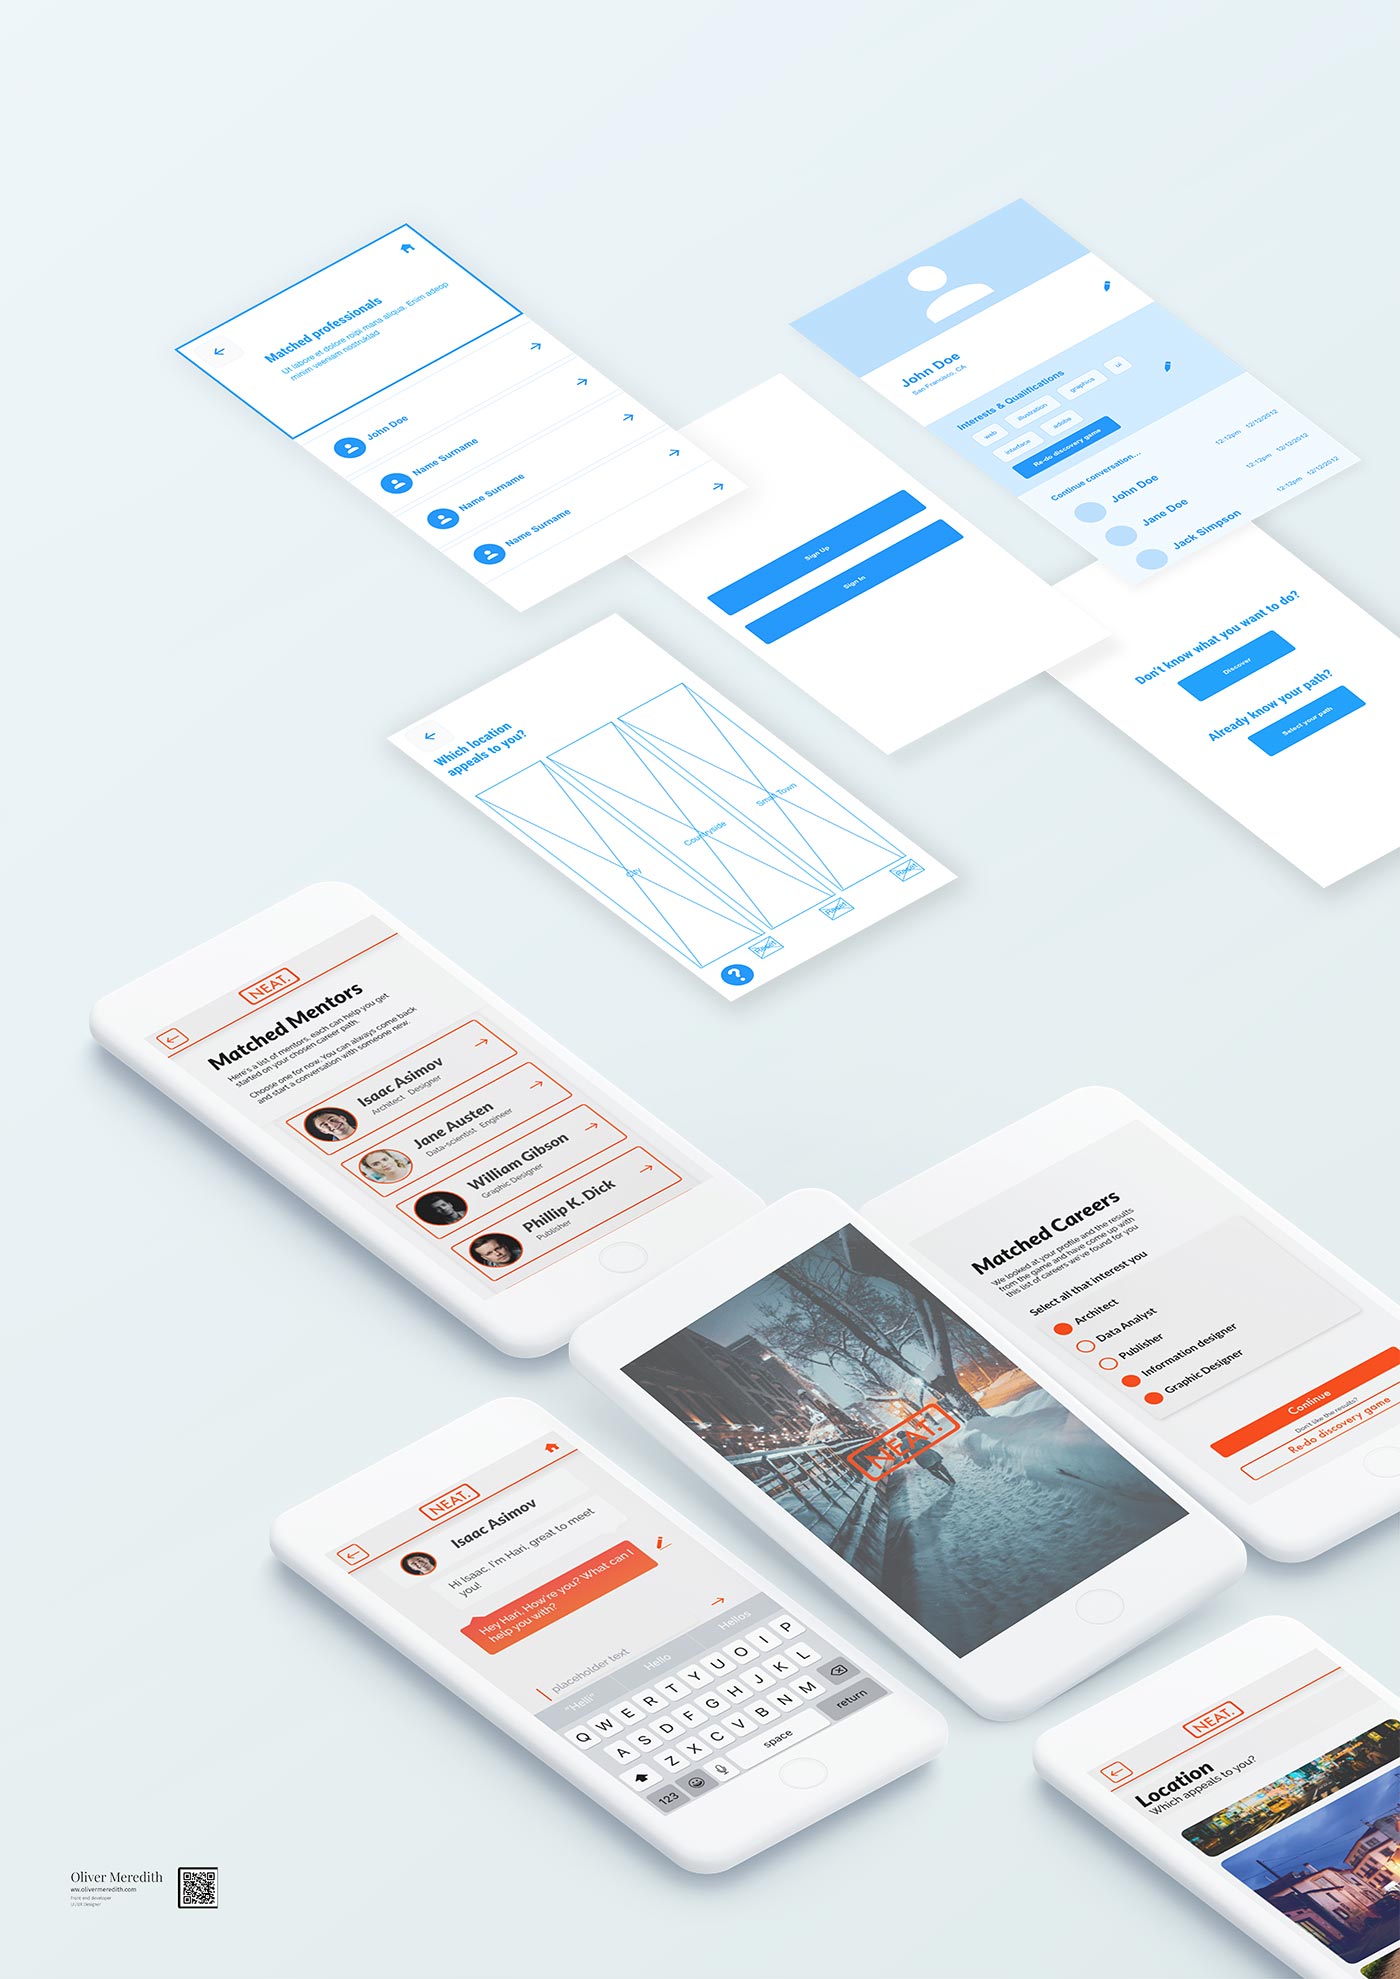 Matched professionals
Ut labore et dolore roipi mana aliqua. Enim adeop
minim veeniam nostruklad
John Doe
Name Surname
Name Surname
Name Surname
Sign Up
Sign In
John Doe
San Francisco, CA
Interests & Qualifications
web
illustration
graphics
ui
interface
adobe
Re-do discovery game
Continue conversation...
John Doe
12:12pm 12/12/2012
Jane Doe
12:12pm 12/12/2012
Jack Simpson
12:12pm 12/12/2012
Don't know what you want to do?
Discover
Already know your path?
Select your path
Which location
appeals to you?
City
Countryside
Small Town
?
NEAT.
Matched Mentors
Here's a list of mentors, each can help you get
started on your chosen career path.
Choose one for now. You can always come back
and start a conversation with someone new.
Isaac Asimov
Architect Designer
Jane Austen
Data-scientist Engineer
William Gibson
Graphic Designer
Phillip K. Dick
Publisher
Matched Careers
We looked at your profile and the results
from the game and have come up with
this list of careers we've found for you
Select all that interest you
Architect
Data Analyst
Publisher
Information designer
Graphic Designer
Continue
Don't like the results?
Re-do discovery game
NEAT.
NEAT.
Isaac Asimov
Hi Isaac, I'm Hari, great to meet
you!
Hey Hari, How're you? What can I
help you with?
placeholder text
"Hell" Hello Hellos
Q W E R T Y U O I P
A S D F G H J K L
Z X C V B N M
123 space return
NEAT.
Location
Which appeals to you?
Oliver Meredith
ww.olivermeredith.com
Front end developer
UI UX Designer